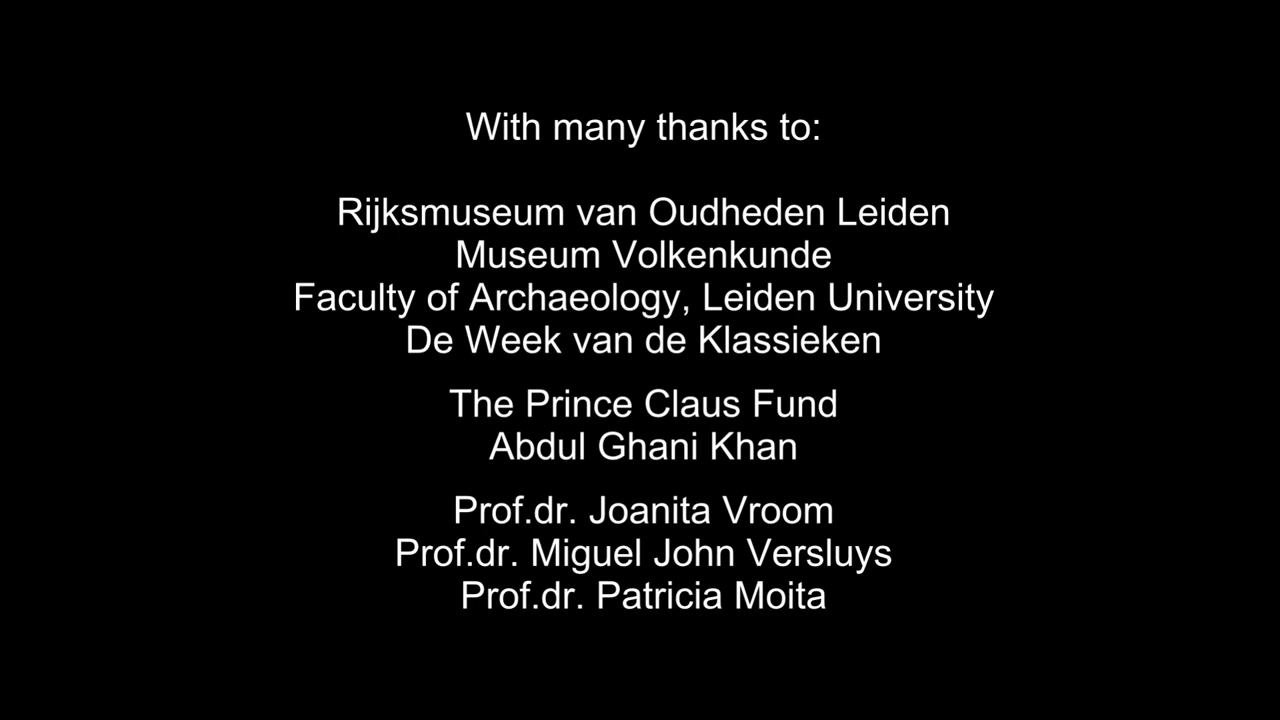 With many thanks to:
Rijksmuseum van Oudheden Leiden
Museum Volkenkunde
Faculty of Archaeology, Leiden University
De Week van de Klassieken
The Prince Claus Fund
Abdul Ghani Khan
Prof.dr. Joanita Vroom
Prof.dr. Miguel John Versluys
Prof.dr. Patricia Moita